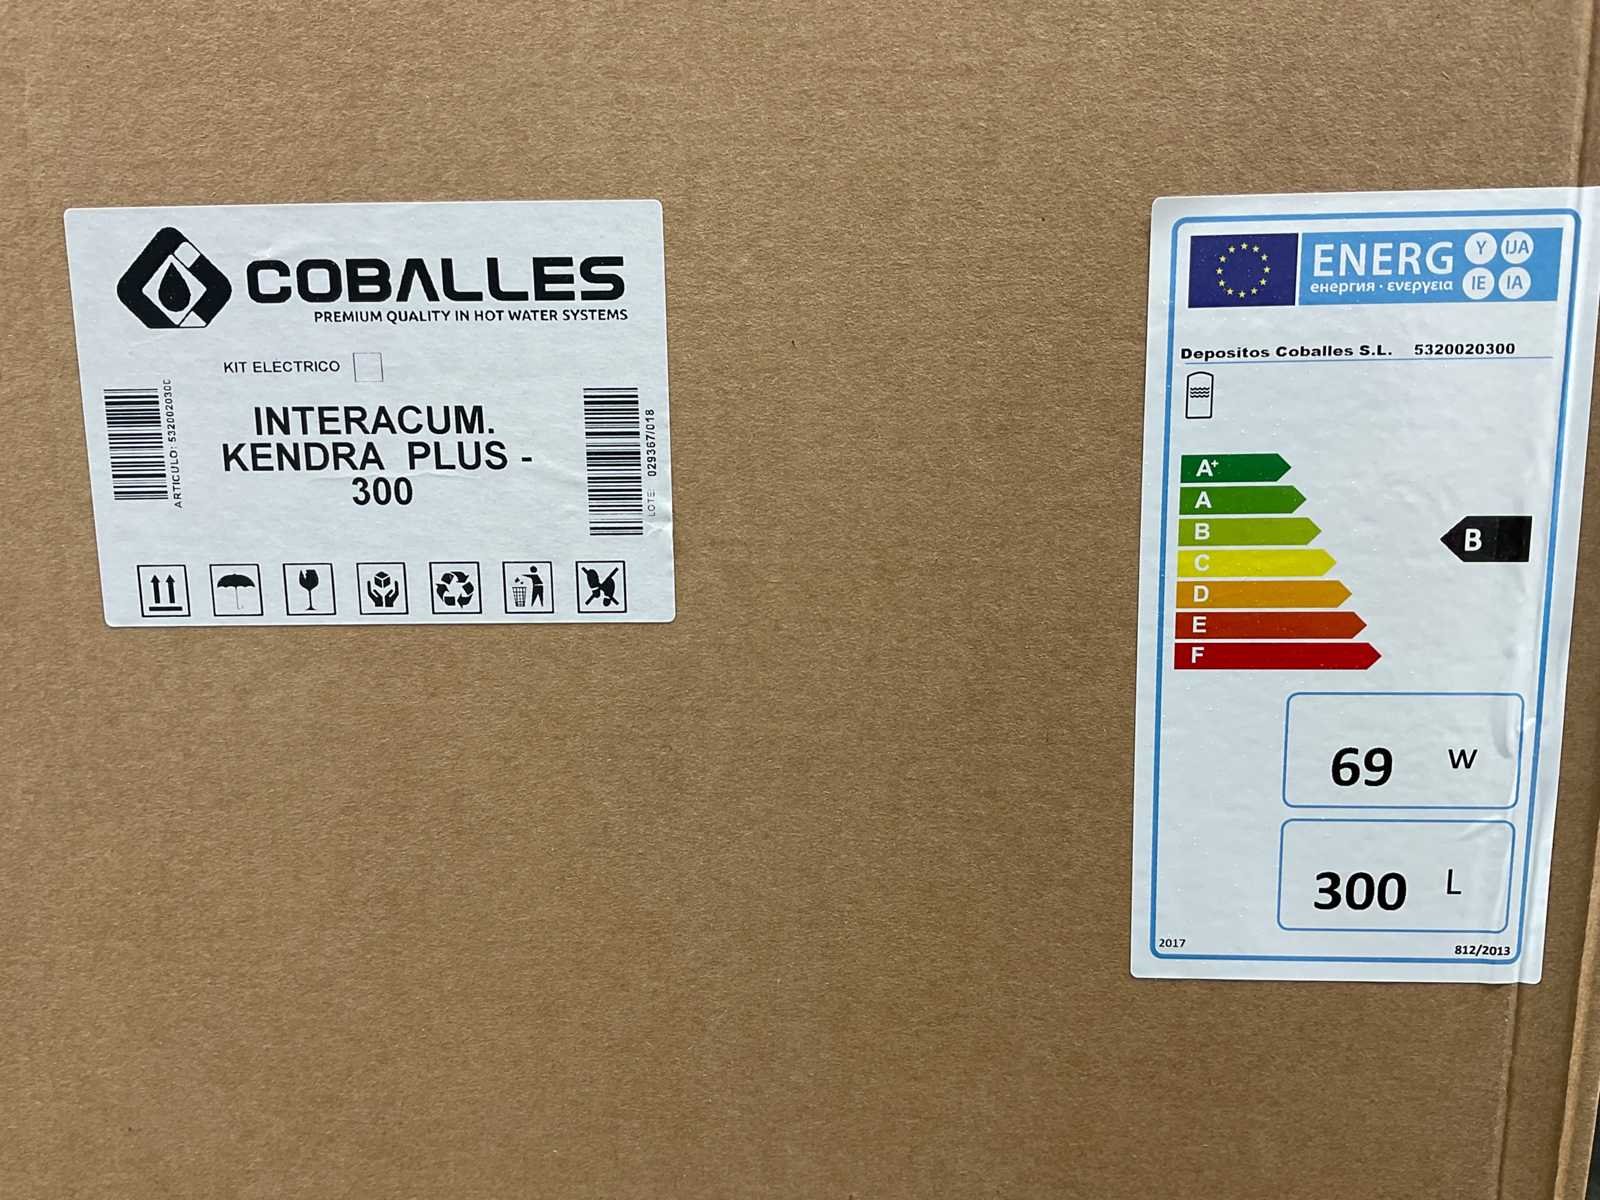 COBALLES
PREMIUM QUALITY IN HOT WATER SYSTEMS
KIT ELÉCTRICO
ARTICULO: 5320020300
INTERACUM.
KENDRA PLUS -
300
LOTE: 029367/018
ENERG
енергия · ενεργεια
Y IJA
IE IA
Depositos Coballes S.L. 5320020300
A+
A
B
C
D
E
F
B
69 W
300 L
2017
812/2013